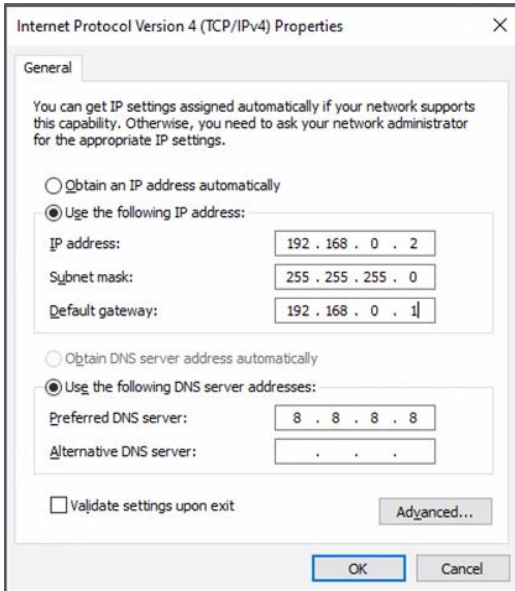 Internet Protocol Version 4 (TCP/IPv4) Properties
General
You can get IP settings assigned automatically if your network supports
this capability. Otherwise, you need to ask your network administrator
for the appropriate IP settings.
Obtain an IP address automatically
Use the following IP address:
IP address: 192 . 168 . 0 . 2
Subnet mask: 255 . 255 . 255 . 0
Default gateway: 192 . 168 . 0 . 1
Obtain DNS server address automatically
Use the following DNS server addresses:
Preferred DNS server: 8 . 8 . 8 . 8
Alternative DNS server: . . .
Validate settings upon exit
Advanced...
OK Cancel